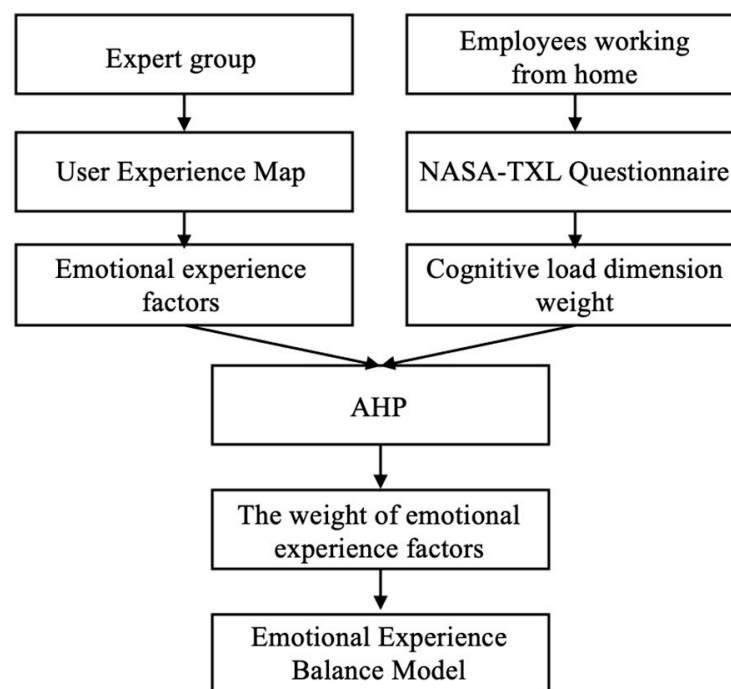 Expert group
Employees working
from home
User Experience Map
NASA-TXL Questionnaire
Emotional experience
factors
Cognitive load dimension
weight
AHP
The weight of emotional
experience factors
Emotional Experience
Balance Model